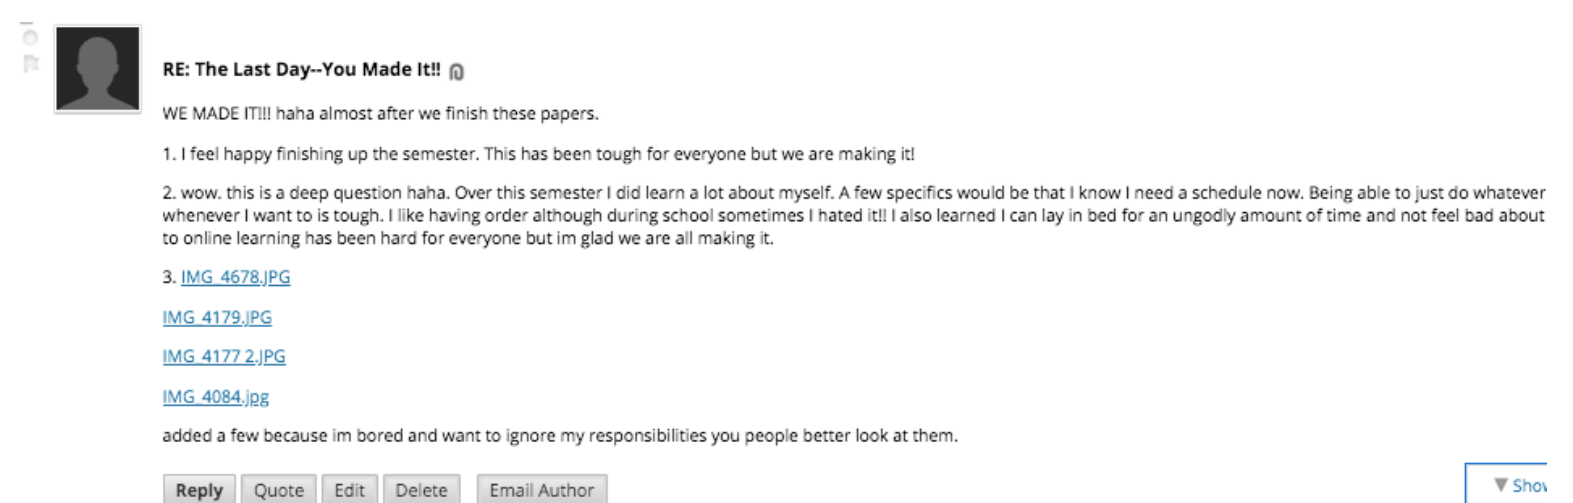 RE: The Last Day--You Made It!!
WE MADE IT!!! haha almost after we finish these papers.
1. I feel happy finishing up the semester. This has been tough for everyone but we are making it!
2. wow. this is a deep question haha. Over this semester I did learn a lot about myself. A few specifics would be that I know I need a schedule now. Being able to just do whatever
whenever I want to is tough. I like having order although during school sometimes I hated it!! I also learned I can lay in bed for an ungodly amount of time and not feel bad about
to online learning has been hard for everyone but im glad we are all making it.
3. IMG_4678.JPG
IMG_4179.JPG
IMG_4177 2.JPG
IMG_4084.jpg
added a few because im bored and want to ignore my responsibilities you people better look at them.
Reply Quote Edit Delete Email Author